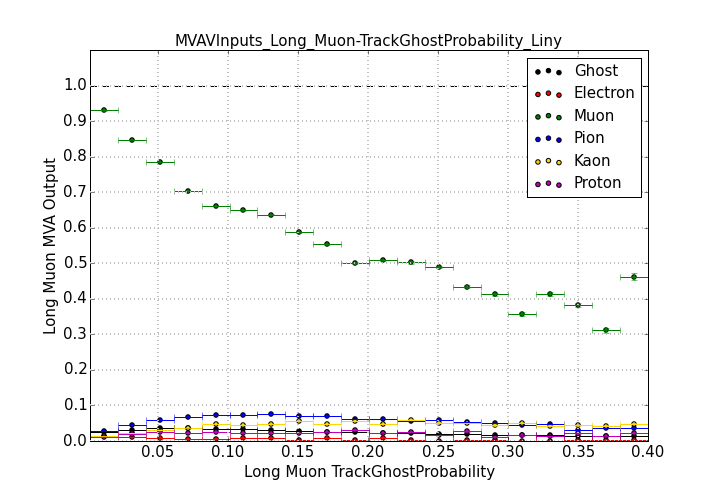 MVAVInputs_Long_Muon-TrackGhostProbability_Liny
Long Muon MVA Output
1.0
0.9
0.8
0.7
0.6
0.5
0.4
0.3
0.2
0.1
0.0
Ghost
Electron
Muon
Pion
Kaon
Proton
0.05 0.10 0.15 0.20 0.25 0.30 0.35 0.40
Long Muon TrackGhostProbability